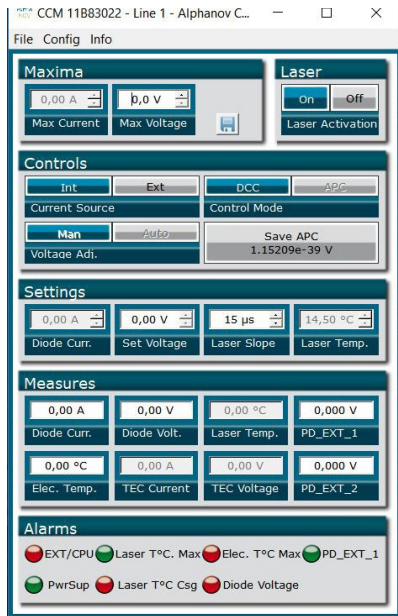 CCM 11B83022 - Line 1 - Alphanov C...
File Config Info
Maxima
0,00 A
0,0 V
Max Current Max Voltage
Laser
On Off
Laser Activation
Controls
Int Ext
Current Source
DCC APC
Control Mode
Man Auto
Voltage Adj.
Save APC
1.15209e-39 V
Settings
0,00 A 0,00 V 15 µs 14,50 °C
Diode Curr. Set Voltage Laser Slope Laser Temp.
Measures
0,00 A 0,00 V 0,00 °C 0,000 V
Diode Curr. Diode Volt. Laser Temp. PD_EXT_1
0,00 °C 0,00 A 0,00 V 0,000 V
Elec. Temp. TEC Current TEC Voltage PD_EXT_2
Alarms
EXT/CPU Laser T°C. Max Elec. T°C Max PD_EXT_1
PwrSup Laser T°C Csg Diode Voltage